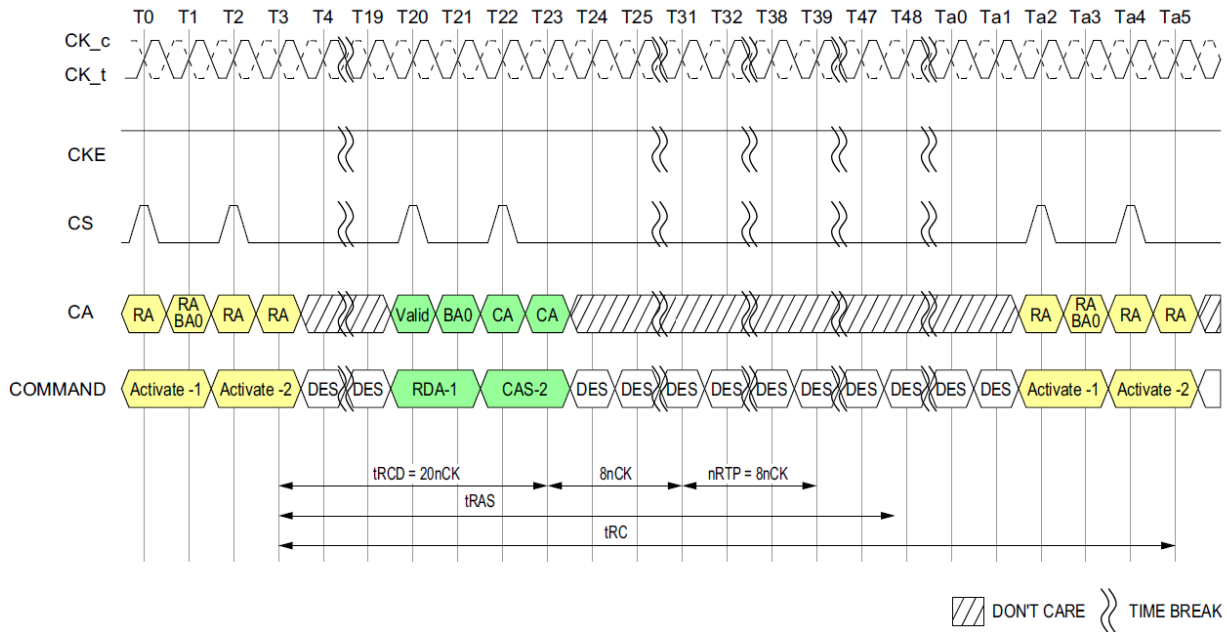 T0 T1 T2 T3 T4 T19 T20 T21 T22 T23 T24 T25 T31 T32 T38 T39 T47 T48 Ta0 Ta1 Ta2 Ta3 Ta4 Ta5
CK_c
CK_t
CKE
CS
CA RA RA BA0 RA RA Valid BA0 CA CA RA RA BA0 RA RA
COMMAND Activate -1 Activate -2 DES DES RDA-1 CAS-2 DES DES DES DES DES DES DES DES DES DES Activate -1 Activate -2
tRCD = 20nCK 8nCK nRTP = 8nCK
tRAS
tRC
DON'T CARE TIME BREAK